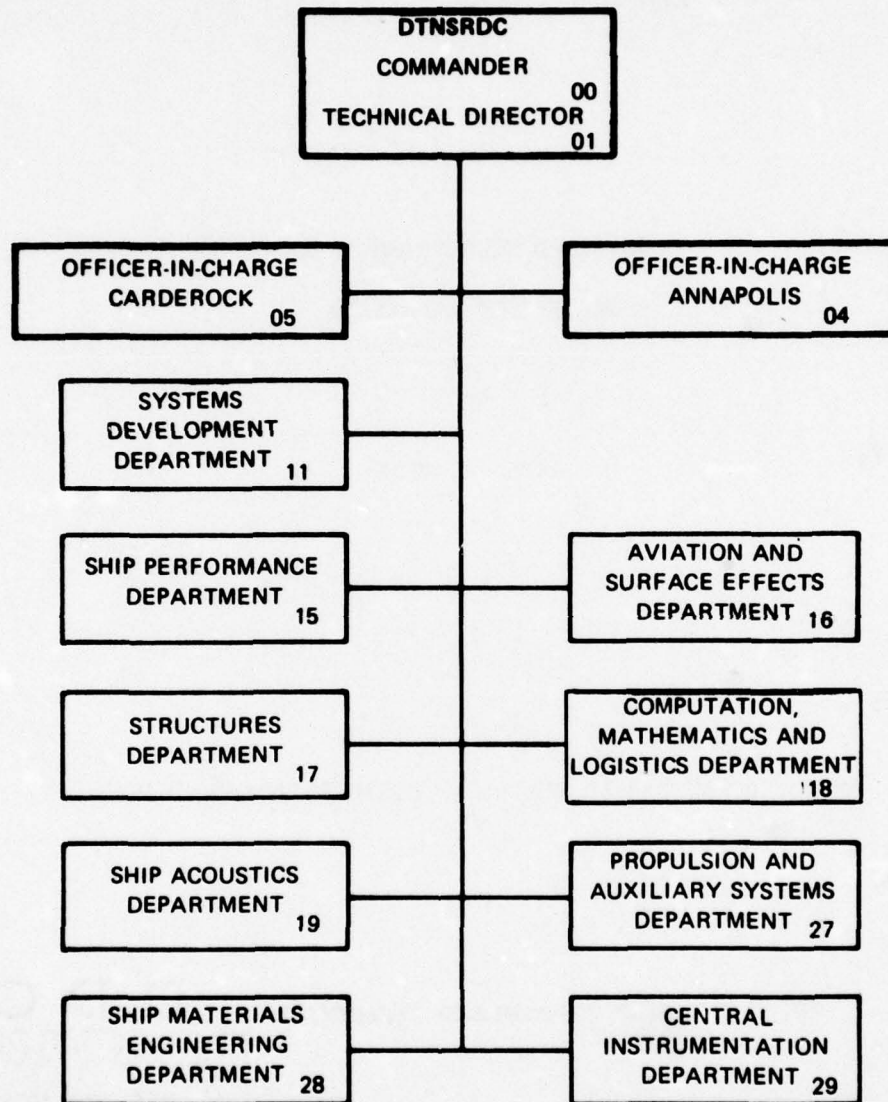 DTNSRDC
COMMANDER
00
TECHNICAL DIRECTOR
01
OFFICER-IN-CHARGE
CARDEROCK
05
OFFICER-IN-CHARGE
ANNAPOLIS
04
SYSTEMS
DEVELOPMENT
DEPARTMENT
11
SHIP PERFORMANCE
DEPARTMENT
15
AVIATION AND
SURFACE EFFECTS
DEPARTMENT
16
STRUCTURES
DEPARTMENT
17
COMPUTATION,
MATHEMATICS AND
LOGISTICS DEPARTMENT
18
SHIP ACOUSTICS
DEPARTMENT
19
PROPULSION AND
AUXILIARY SYSTEMS
DEPARTMENT
27
SHIP MATERIALS
ENGINEERING
DEPARTMENT
28
CENTRAL
INSTRUMENTATION
DEPARTMENT
29